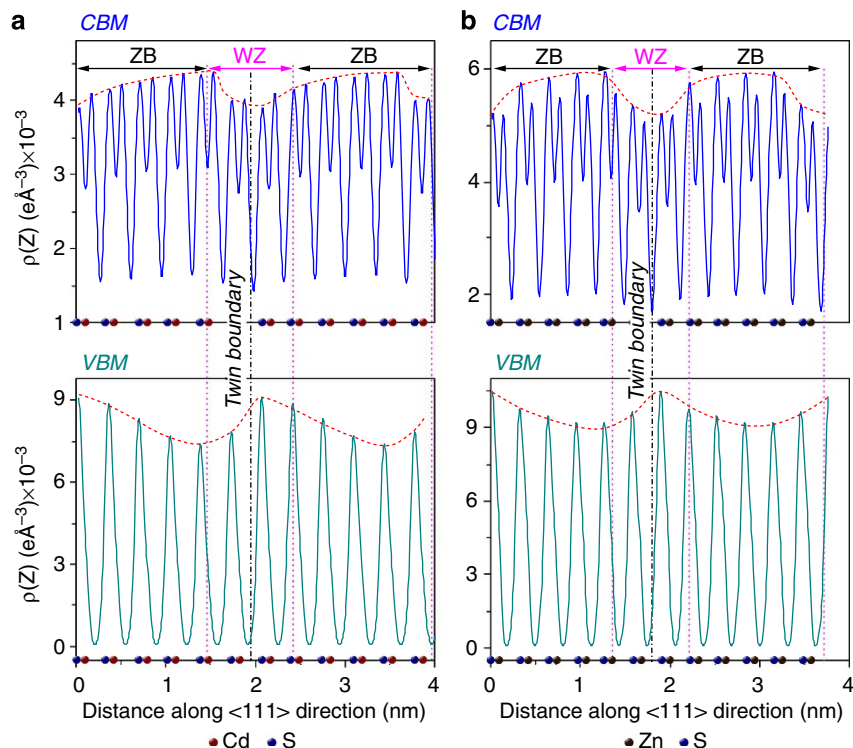 a
CBM
ZB
WZ
ZB
4
3
2
1
ρ(Z) (eÅ⁻³)×10⁻³
Twin boundary
VBM
9
6
3
0
ρ(Z) (eÅ⁻³)×10⁻³
0
1
2
3
4
Distance along <111> direction (nm)
Cd
S
b
CBM
ZB
WZ
ZB
6
4
2
Twin boundary
VBM
9
6
3
0
0
1
2
3
4
Distance along <111> direction (nm)
Zn
S